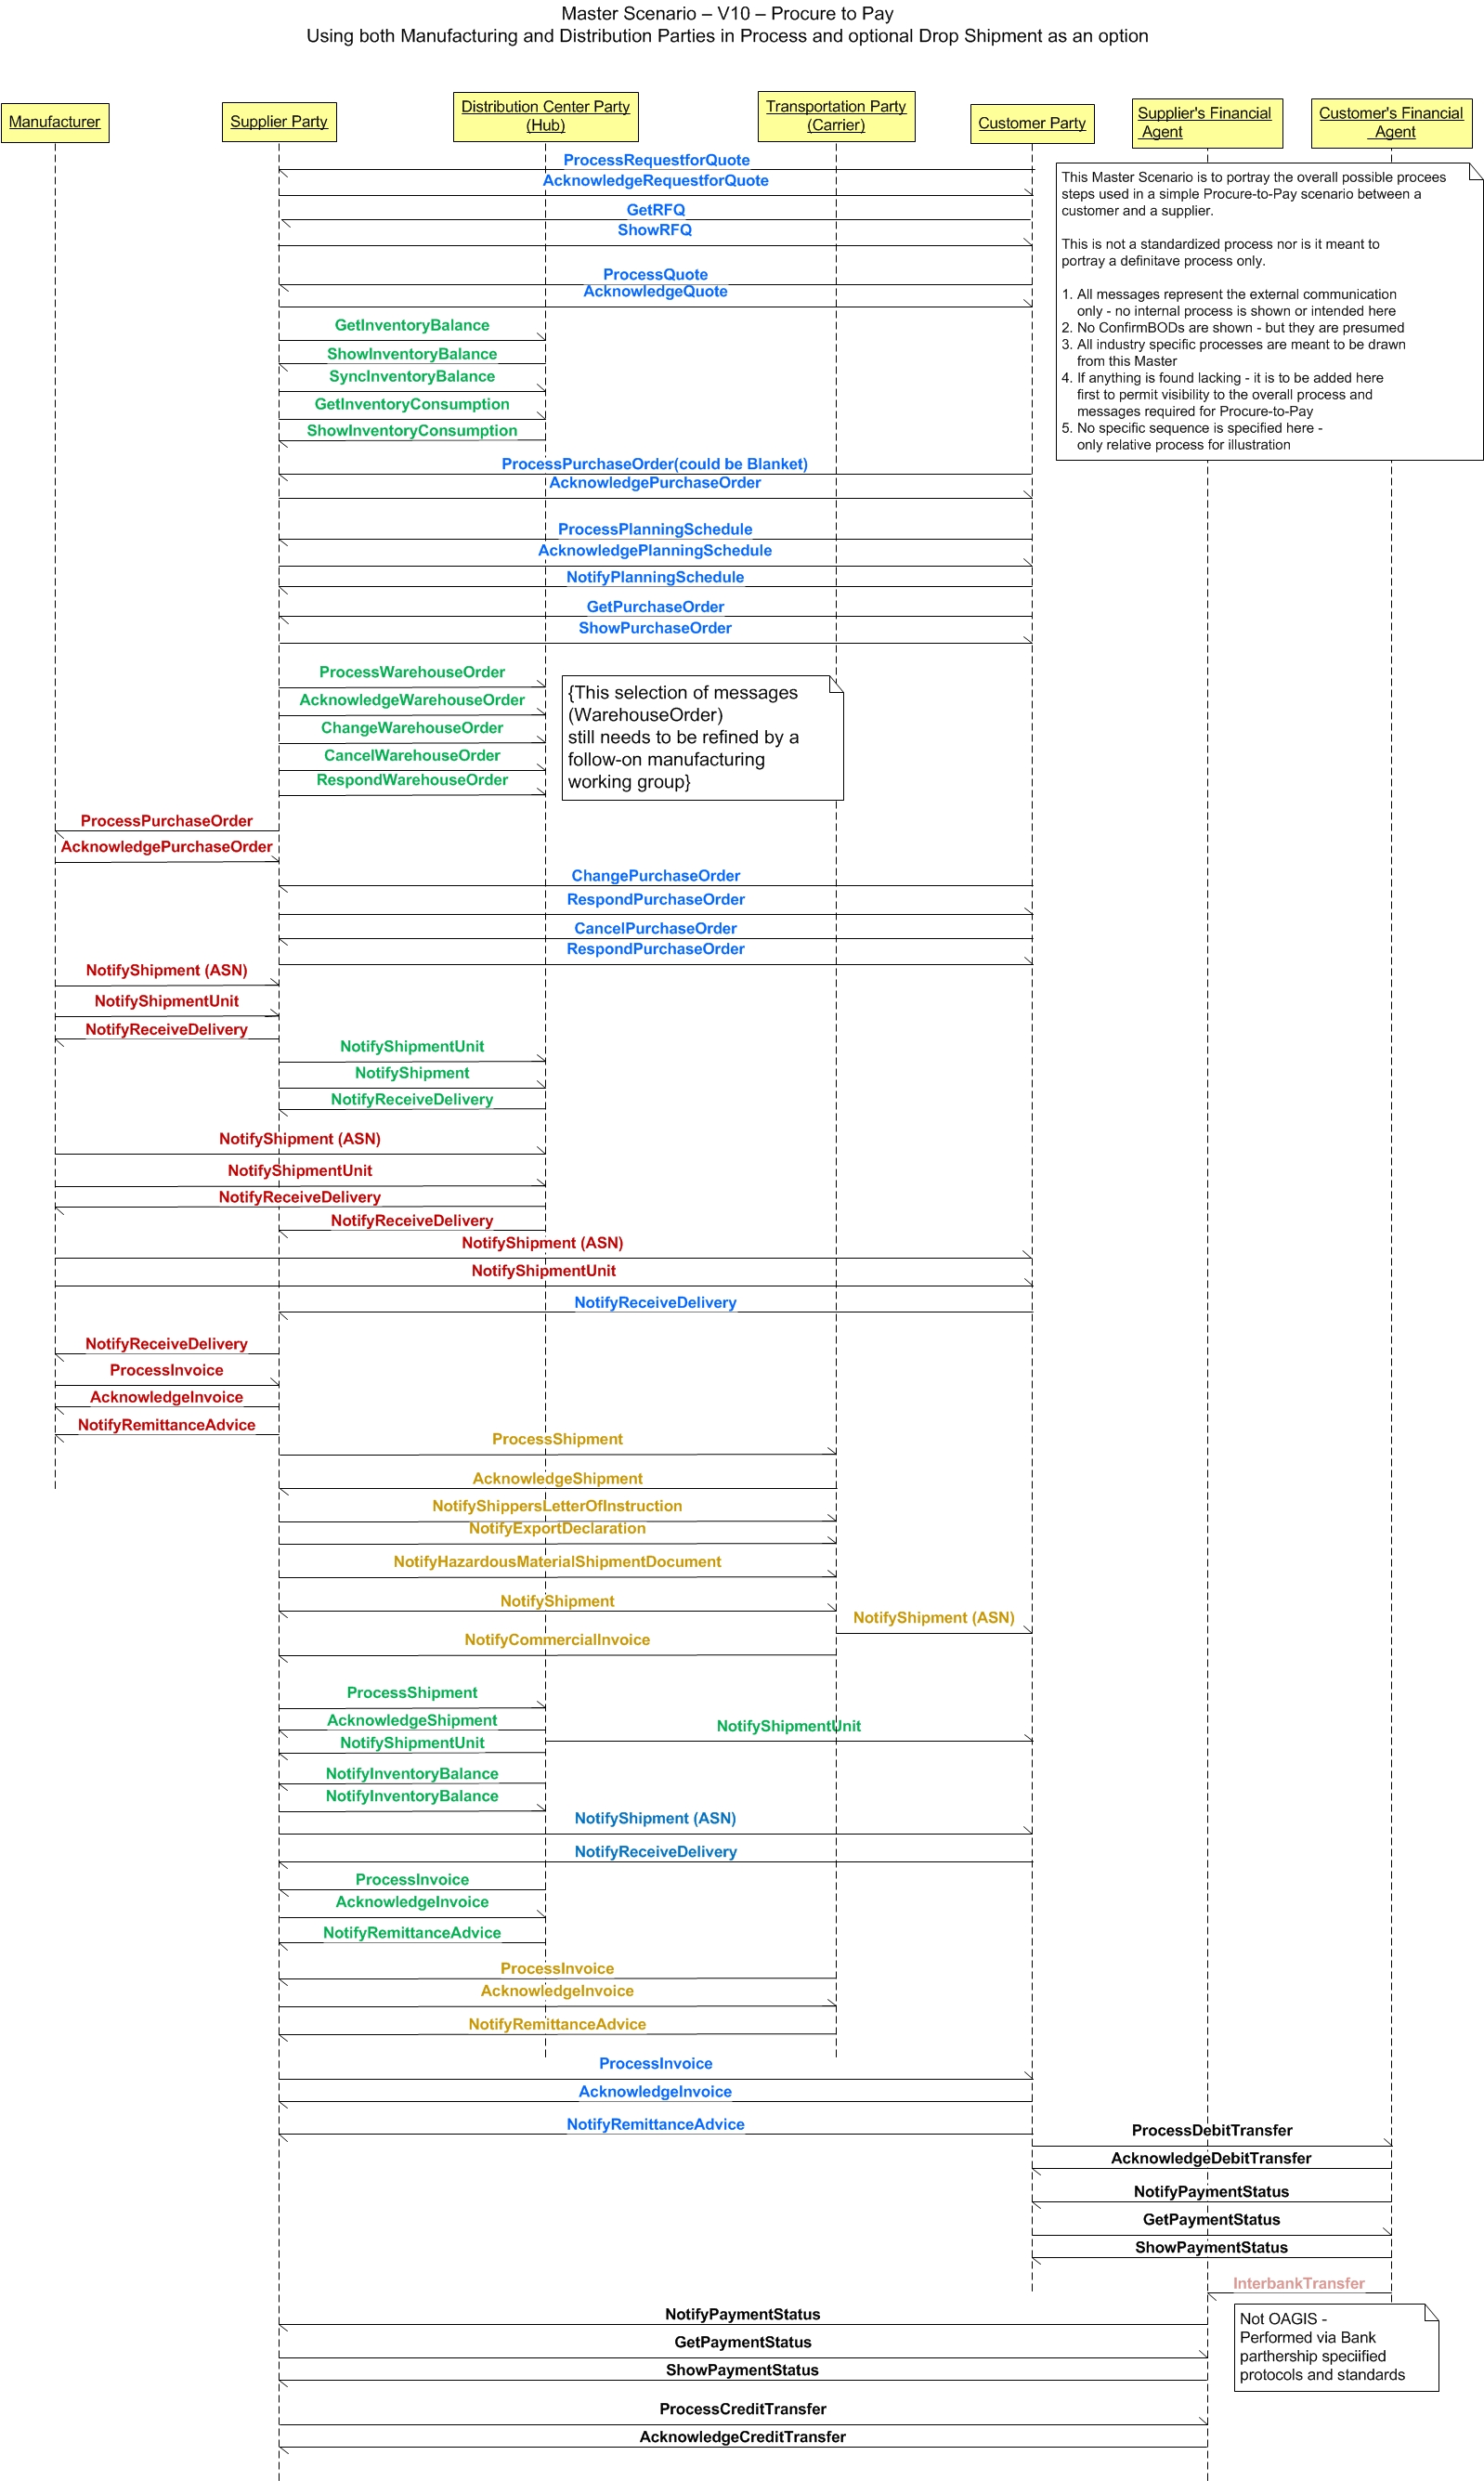 Master Scenario – V10 – Procure to Pay
Using both Manufacturing and Distribution Parties in Process and optional Drop Shipment as an option
Manufacturer
Supplier Party
Distribution Center Party
(Hub)
Transportation Party
(Carrier)
Customer Party
Supplier's Financial
Agent
Customer's Financial
Agent
This Master Scenario is to portray the overall possible procees
steps used in a simple Procure-to-Pay scenario between a
customer and a supplier.
This is not a standardized process nor is it meant to
portray a definitave process only.
1. All messages represent the external communication
only - no internal process is shown or intended here
2. No ConfirmBODs are shown - but they are presumed
3. All industry specific processes are meant to be drawn
from this Master
4. If anything is found lacking - it is to be added here
first to permit visibility to the overall process and
messages required for Procure-to-Pay
5. No specific sequence is specified here -
only relative process for illustration
ProcessRequestforQuote
AcknowledgeRequestforQuote
GetRFQ
ShowRFQ
ProcessQuote
AcknowledgeQuote
GetInventoryBalance
ShowInventoryBalance
SyncInventoryBalance
GetInventoryConsumption
ShowInventoryConsumption
ProcessPurchaseOrder(could be Blanket)
AcknowledgePurchaseOrder
ProcessPlanningSchedule
AcknowledgePlanningSchedule
NotifyPlanningSchedule
GetPurchaseOrder
ShowPurchaseOrder
ProcessWarehouseOrder
AcknowledgeWarehouseOrder
ChangeWarehouseOrder
CancelWarehouseOrder
RespondWarehouseOrder
{This selection of messages
(WarehouseOrder)
still needs to be refined by a
follow-on manufacturing
working group}
ProcessPurchaseOrder
AcknowledgePurchaseOrder
ChangePurchaseOrder
RespondPurchaseOrder
CancelPurchaseOrder
RespondPurchaseOrder
NotifyShipment (ASN)
NotifyShipmentUnit
NotifyReceiveDelivery
NotifyShipmentUnit
NotifyShipment
NotifyReceiveDelivery
NotifyShipment (ASN)
NotifyShipmentUnit
NotifyReceiveDelivery
NotifyReceiveDelivery
NotifyShipment (ASN)
NotifyShipmentUnit
NotifyReceiveDelivery
NotifyReceiveDelivery
ProcessInvoice
AcknowledgeInvoice
NotifyRemittanceAdvice
ProcessShipment
AcknowledgeShipment
NotifyShippersLetterOfInstruction
NotifyExportDeclaration
NotifyHazardousMaterialShipmentDocument
NotifyShipment
NotifyShipment (ASN)
NotifyCommercialInvoice
ProcessShipment
AcknowledgeShipment
NotifyShipmentUnit
NotifyShipmentUnit
NotifyInventoryBalance
NotifyInventoryBalance
NotifyShipment (ASN)
NotifyReceiveDelivery
ProcessInvoice
AcknowledgeInvoice
NotifyRemittanceAdvice
ProcessInvoice
AcknowledgeInvoice
NotifyRemittanceAdvice
ProcessInvoice
AcknowledgeInvoice
NotifyRemittanceAdvice
ProcessDebitTransfer
AcknowledgeDebitTransfer
NotifyPaymentStatus
GetPaymentStatus
ShowPaymentStatus
InterbankTransfer
Not OAGIS -
Performed via Bank
parthership speciified
protocols and standards
NotifyPaymentStatus
GetPaymentStatus
ShowPaymentStatus
ProcessCreditTransfer
AcknowledgeCreditTransfer